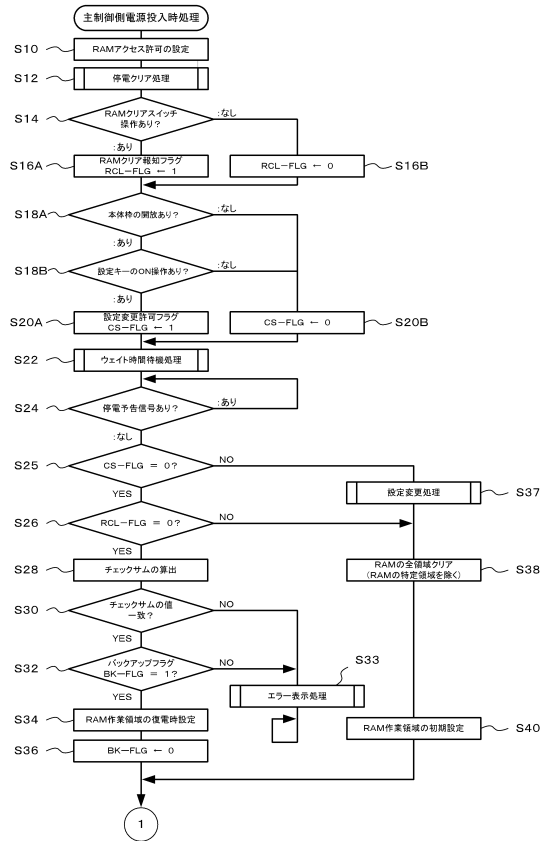 主制御側電源投入時処理
S10
RAMアクセス許可の設定
S12
停電クリア処理
S14
RAMクリアスイッチ
操作あり?
:なし
:あり
S16A
RAMクリア報知フラグ
RCL-FLG ← 1
RCL-FLG ← 0
S16B
S18A
本体枠の開放あり?
:なし
:あり
S18B
設定キーのON操作あり?
:なし
:あり
S20A
設定変更許可フラグ
CS-FLG ← 1
CS-FLG ← 0
S20B
S22
ウェイト時間待機処理
S24
停電予告信号あり?
:あり
:なし
S25
CS-FLG = 0?
NO
YES
設定変更処理
S37
S26
RCL-FLG = 0?
NO
YES
S28
チェックサムの算出
RAMの全領域クリア
(RAMの特定領域を除く)
S38
S30
チェックサムの値
一致?
NO
YES
S32
バックアップフラグ
BK-FLG = 1?
NO
YES
S33
エラー表示処理
S34
RAM作業領域の復電時設定
RAM作業領域の初期設定
S40
S36
BK-FLG ← 0
1